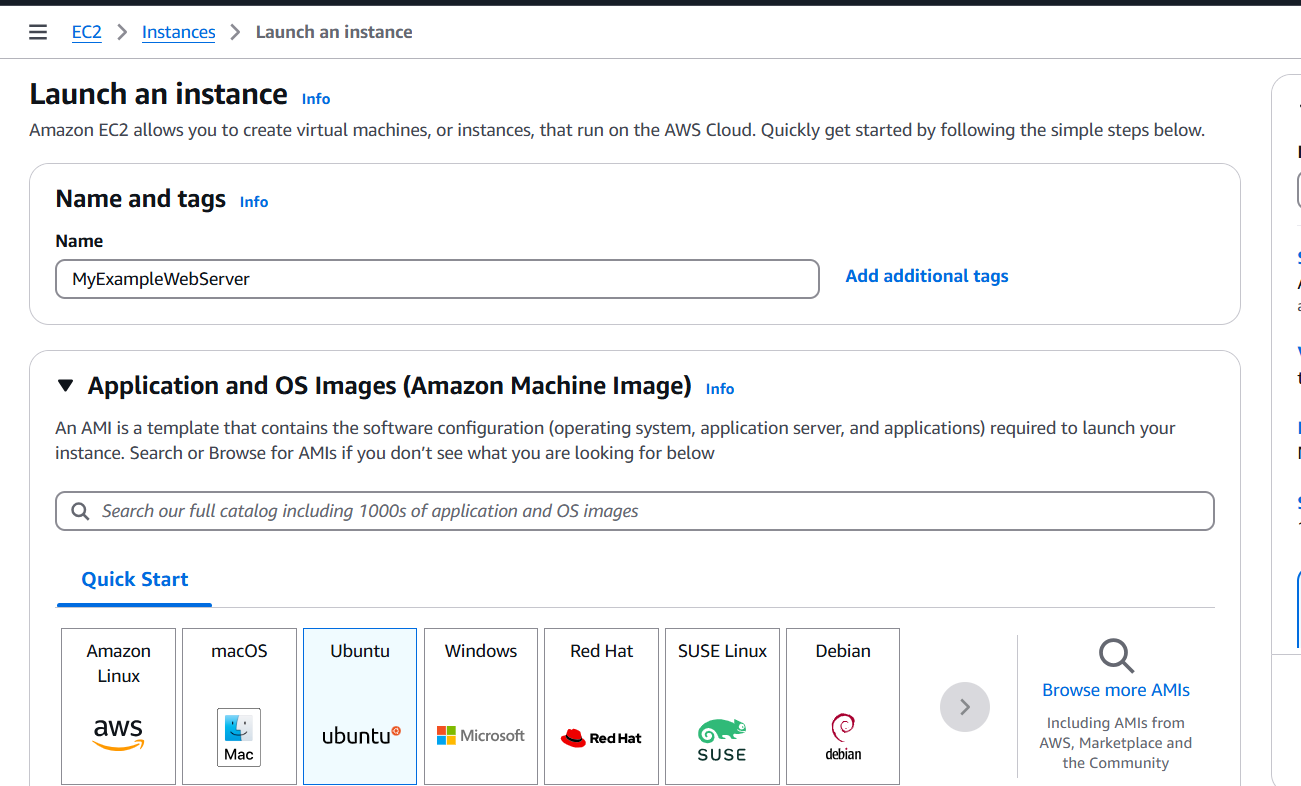 EC2 > Instances > Launch an instance
Launch an instance Info
Amazon EC2 allows you to create virtual machines, or instances, that run on the AWS Cloud. Quickly get started by following the simple steps below.
Name and tags Info
Name
MyExampleWebServer
Add additional tags
Application and OS Images (Amazon Machine Image) Info
An AMI is a template that contains the software configuration (operating system, application server, and applications) required to launch your
instance. Search or Browse for AMIs if you don’t see what you are looking for below
Search our full catalog including 1000s of application and OS images
Quick Start
Amazon
Linux
aws
macOS
Mac
Ubuntu
ubuntu
Windows
Microsoft
Red Hat
Red Hat
SUSE Linux
SUSE
Debian
debian
Browse more AMIs
Including AMIs from
AWS, Marketplace and
the Community